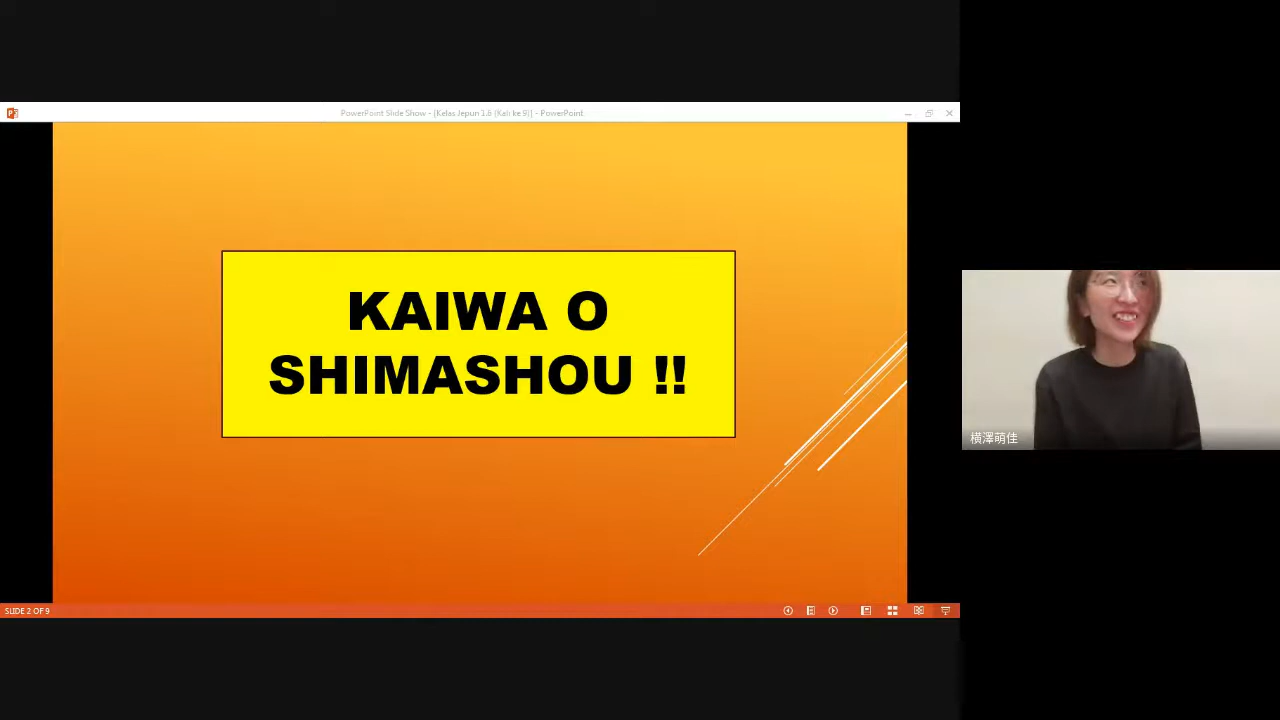 PowerPoint Slide Show - [Kelas Jepun 1.5 (Kali ke 9)] - PowerPoint
KAIWA O
SHIMASHOU !!
横澤萌佳
SLIDE 2 OF 9